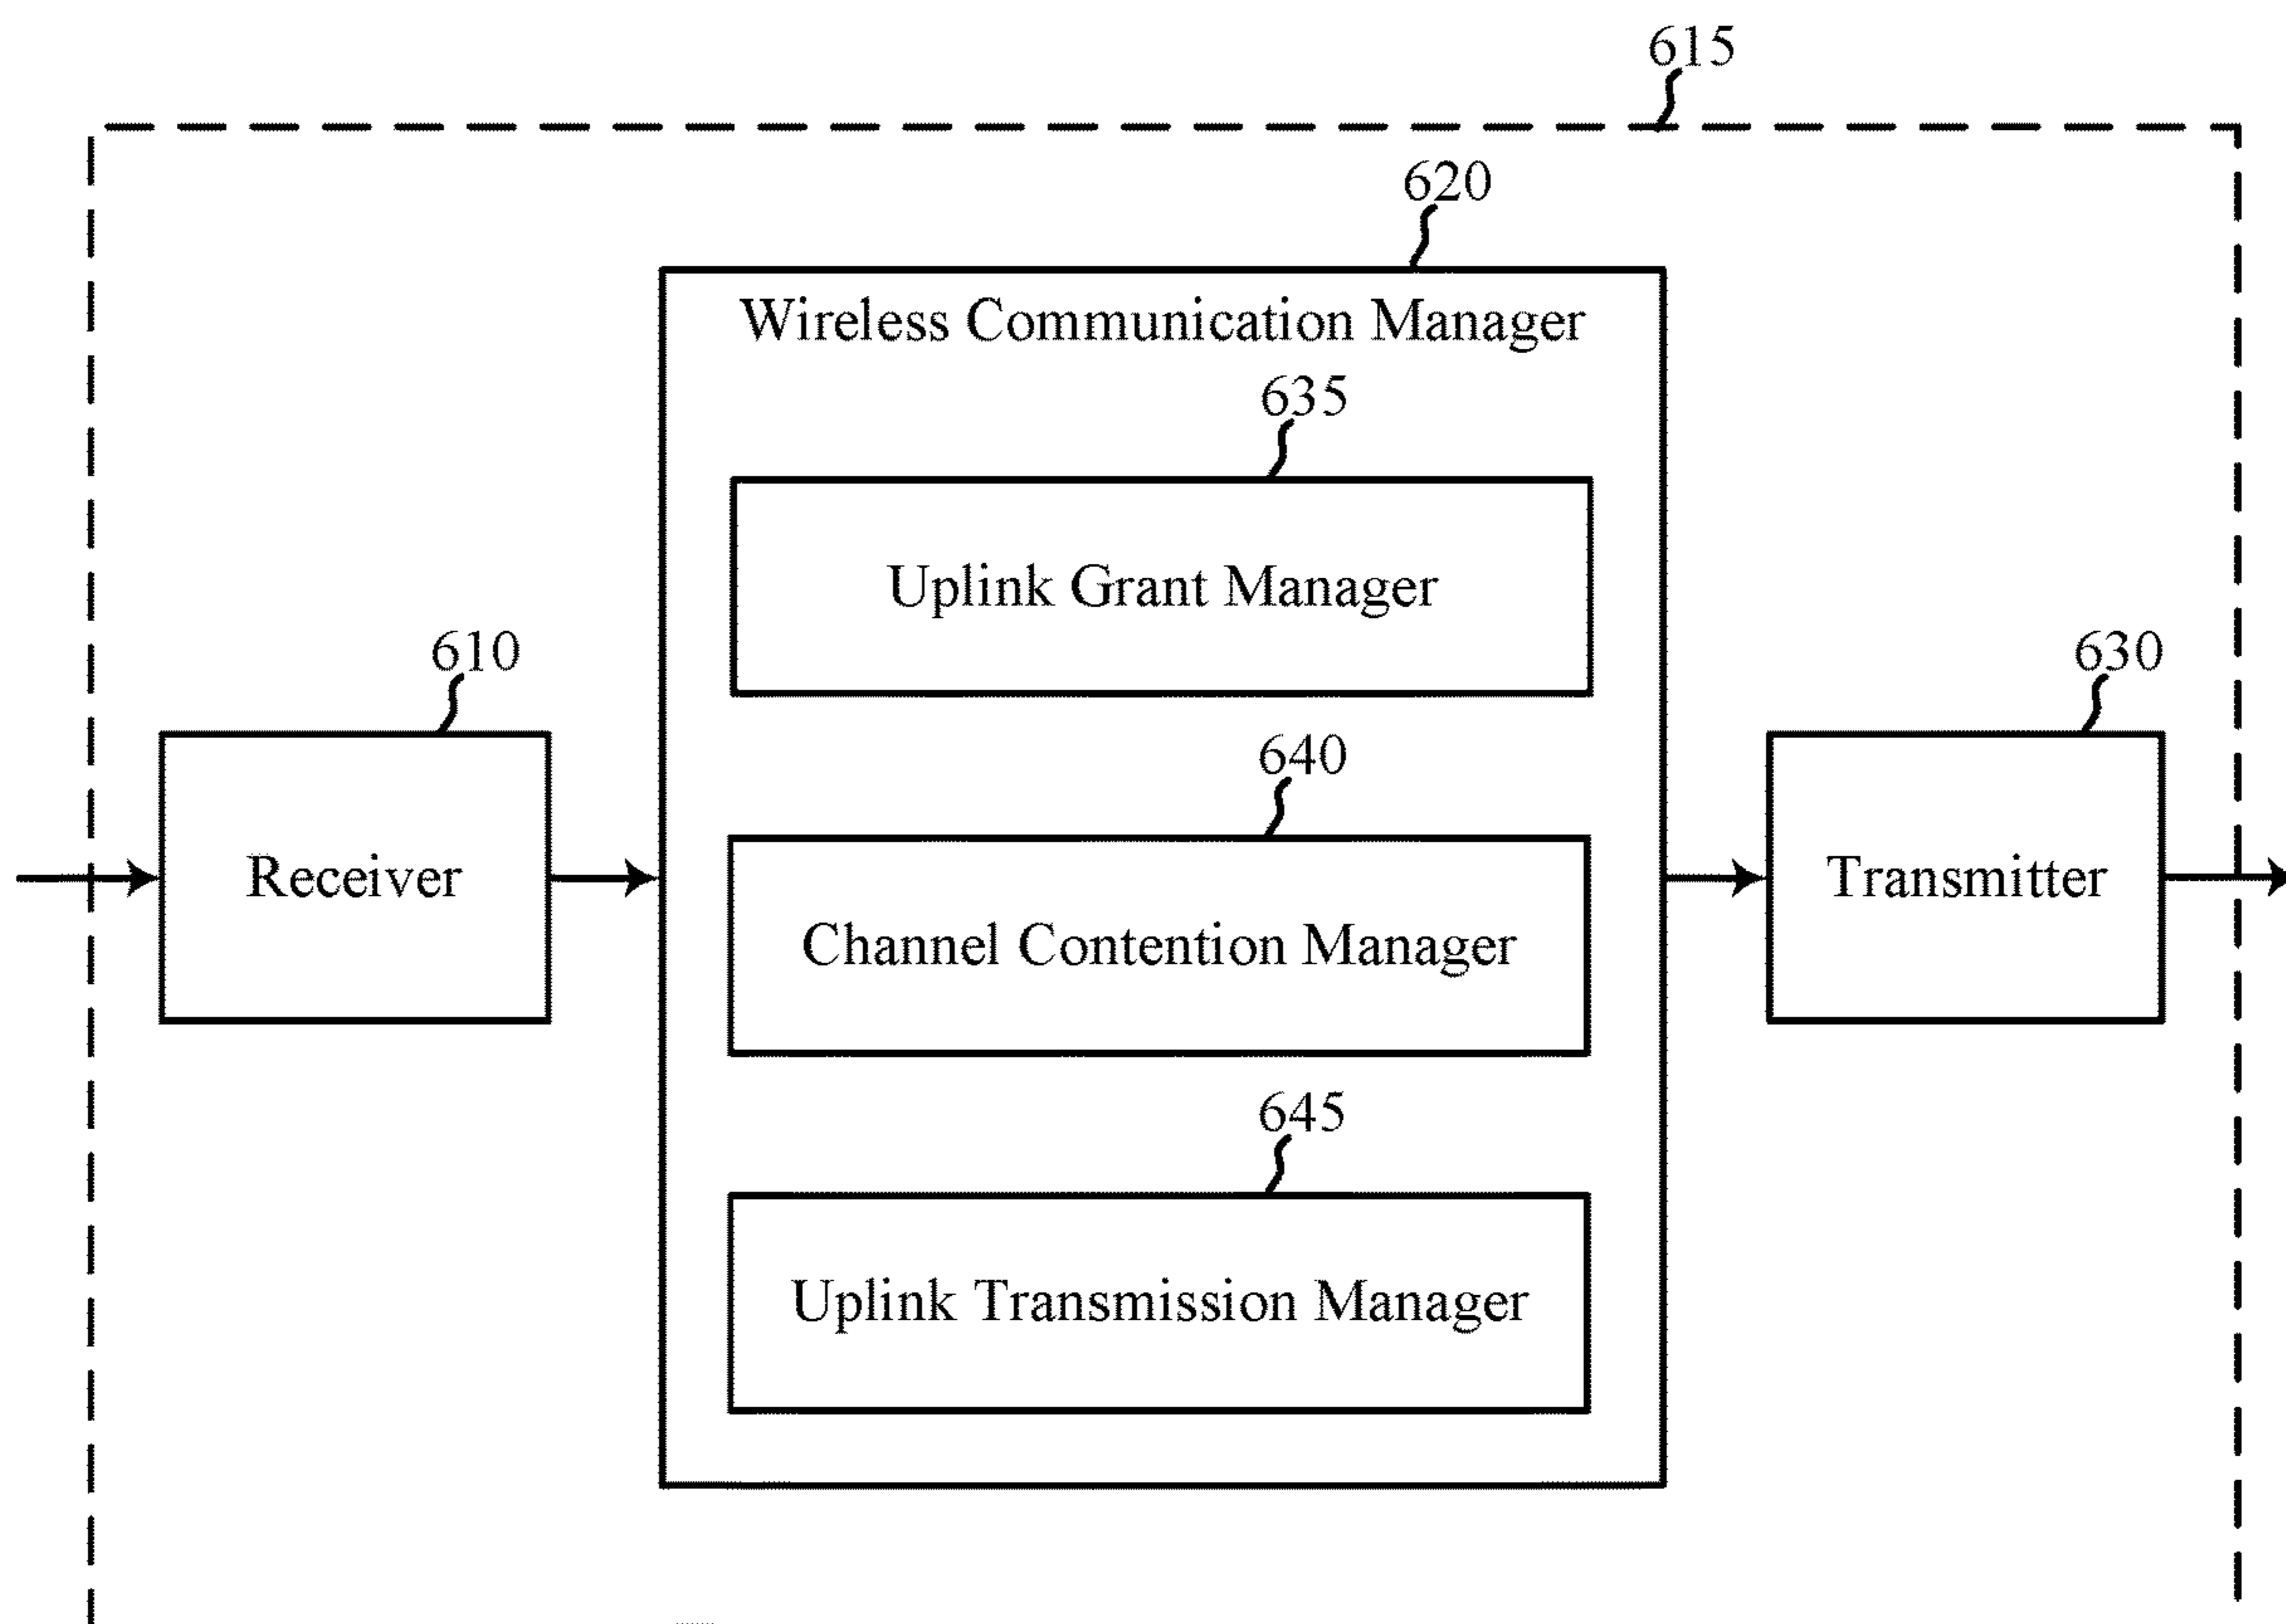 615
620
Wireless Communication Manager
635
Uplink Grant Manager
610
630
640
Receiver
Transmitter
Channel Contention Manager
645
Uplink Transmission Manager